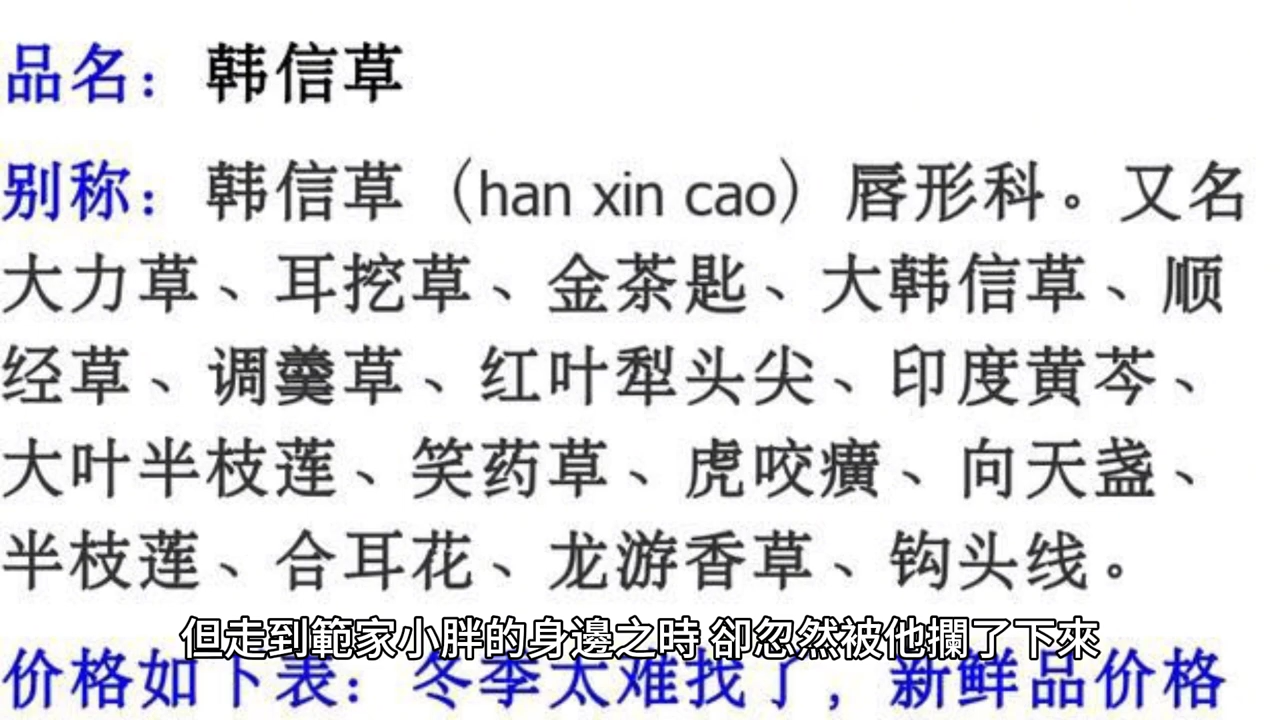 品名：韩信草
别称：韩信草（han xin cao）唇形科。又名
大力草、耳挖草、金茶匙、大韩信草、顺
经草、调羹草、红叶犁头尖、印度黄芩、
大叶半枝莲、笑药草、虎咬癀、向天盏、
半枝莲、合耳花、龙游香草、钩头线。
但走到範家小胖的身邊之時 卻忽然被他攔了下來
价格如下表：冬季太难找了，新鲜品价格